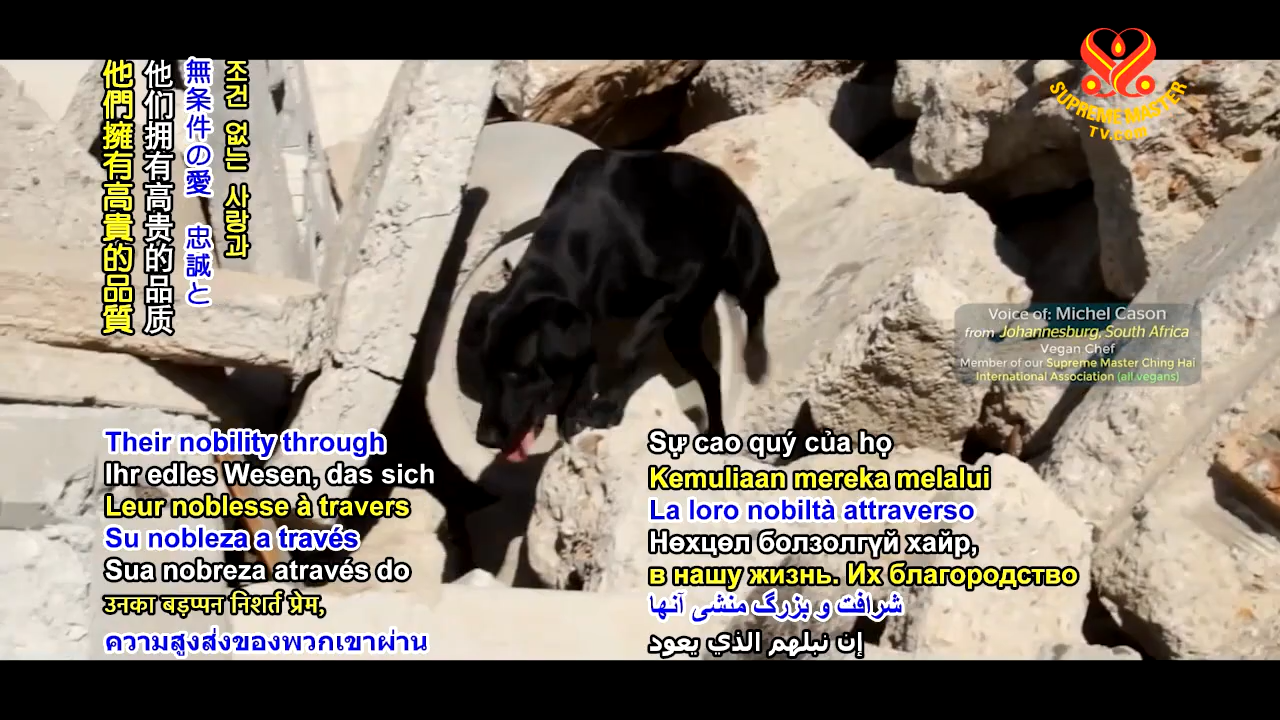 他們擁有高貴的品質
他们拥有高贵的品质
無条件の愛 忠誠と
조건 없는 사랑과
SUPREME MASTER
TV.com
Voice of: Michel Cason
from Johannesburg, South Africa
Vegan Chef
Member of our Supreme Master Ching Hai
International Association (all vegans)
Their nobility through
Ihr edles Wesen, das sich
Leur noblesse à travers
Su nobleza a través
Sua nobreza através do
उनका बड़प्पन निशर्त प्रेम,
ความสูงส่งของพวกเขาผ่าน
Sự cao quý của họ
Kemuliaan mereka melalui
La loro nobiltà attraverso
Нөхцөл болзолгүй хайр,
в нашу жизнь. Их благородство
شرافت و بزرگ منشی آنها
إن نبلهم الذي يعود